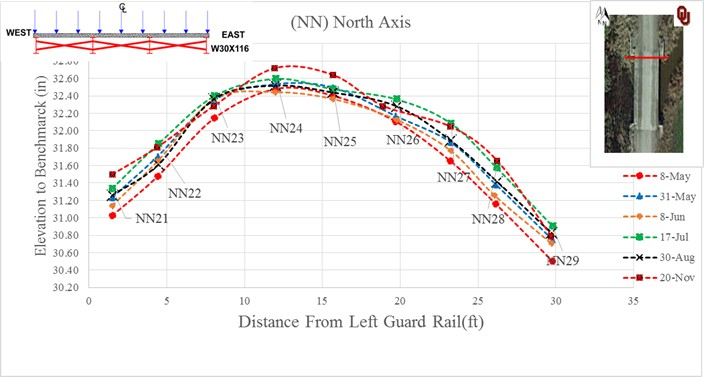 ℄
(NN) North Axis
WEST
EAST
W30X116
N
OU
Elevation to Benchmarck (in)
32.80
32.60
32.40
32.20
32.00
31.80
31.60
31.40
31.20
31.00
30.80
30.60
30.40
30.20
NN21
NN22
NN23
NN24
NN25
NN26
NN27
NN28
NN29
8-May
31-May
8-Jun
17-Jul
30-Aug
20-Nov
0
5
10
15
20
25
30
35
Distance From Left Guard Rail(ft)